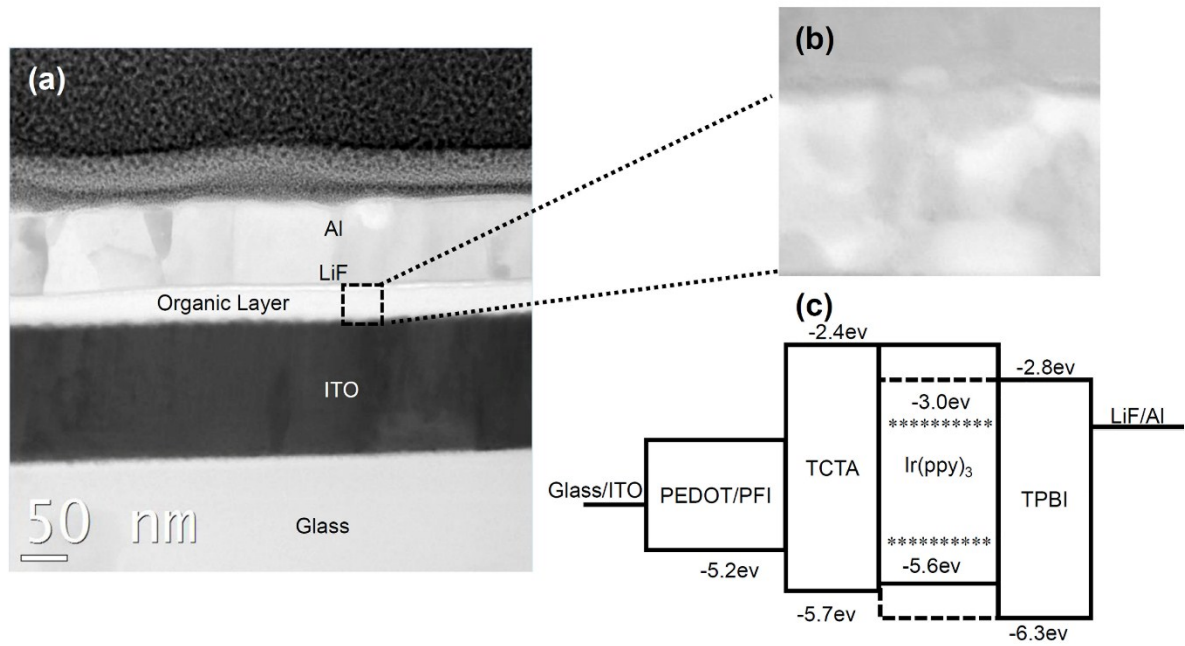 (a)
Al
LiF
Organic Layer
ITO
50 nm
Glass
(b)
(c)
-2.4ev
-2.8ev
-3.0ev
**********
LiF/Al
TCTA
Ir(ppy)3
Glass/ITO
PEDOT/PFI
TPBI
**********
-5.6ev
-5.2ev
-5.7ev
-6.3ev